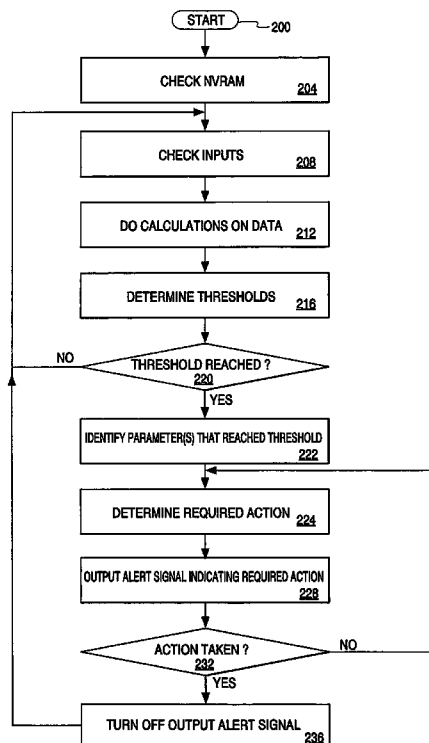 START
200
CHECK NVRAM
204
CHECK INPUTS
208
DO CALCULATIONS ON DATA
212
DETERMINE THRESHOLDS
216
NO
THRESHOLD REACHED ?
220
YES
IDENTIFY PARAMETER(S) THAT REACHED THRESHOLD
222
DETERMINE REQUIRED ACTION
224
OUTPUT ALERT SIGNAL INDICATING REQUIRED ACTION
228
ACTION TAKEN ?
232
NO
YES
TURN OFF OUTPUT ALERT SIGNAL
236